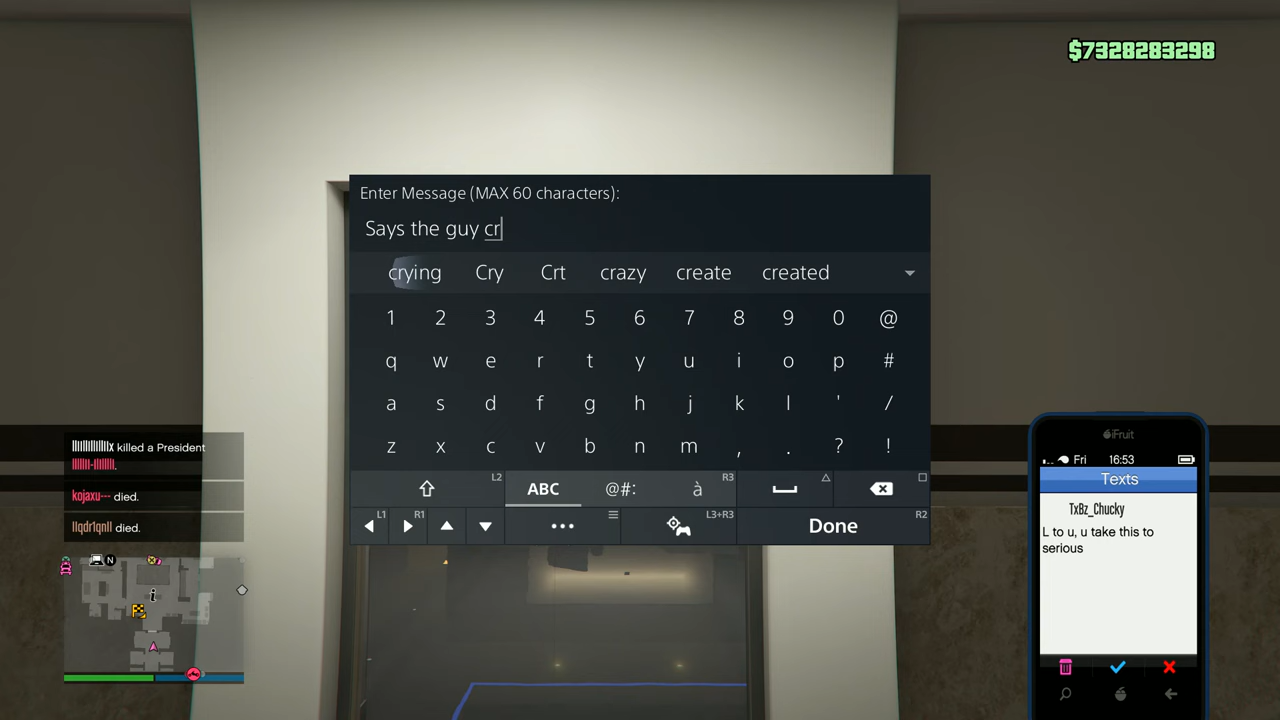 $7328283298
Enter Message (MAX 60 characters):
Says the guy cr
crying Cry Crt crazy create created
1 2 3 4 5 6 7 8 9 0 @
q w e r t y u i o p #
a s d f g h j k l ' /
z x c v b n m , . ? !
L2 ABC @#: à R3
L1 R1 L3+R3 Done R2
killed a President
kojaxu--- died.
llqdr1qnll died.
N
iFruit
Fri 16:53
Texts
TxBz_Chucky
L to u, u take this to
serious